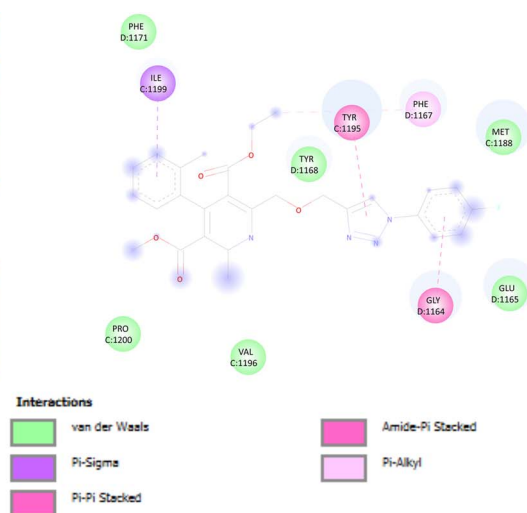 PHE
D:1171
ILE
C:1199
TYR
C:1195
PHE
D:1167
MET
C:1188
TYR
D:1168
O
O
O
N
N
N
O
N
O
GLY
D:1164
GLU
D:1165
PRO
C:1200
VAL
C:1196
Interactions
van der Waals
Pi-Sigma
Pi-Pi Stacked
Amide-Pi Stacked
Pi-Alkyl